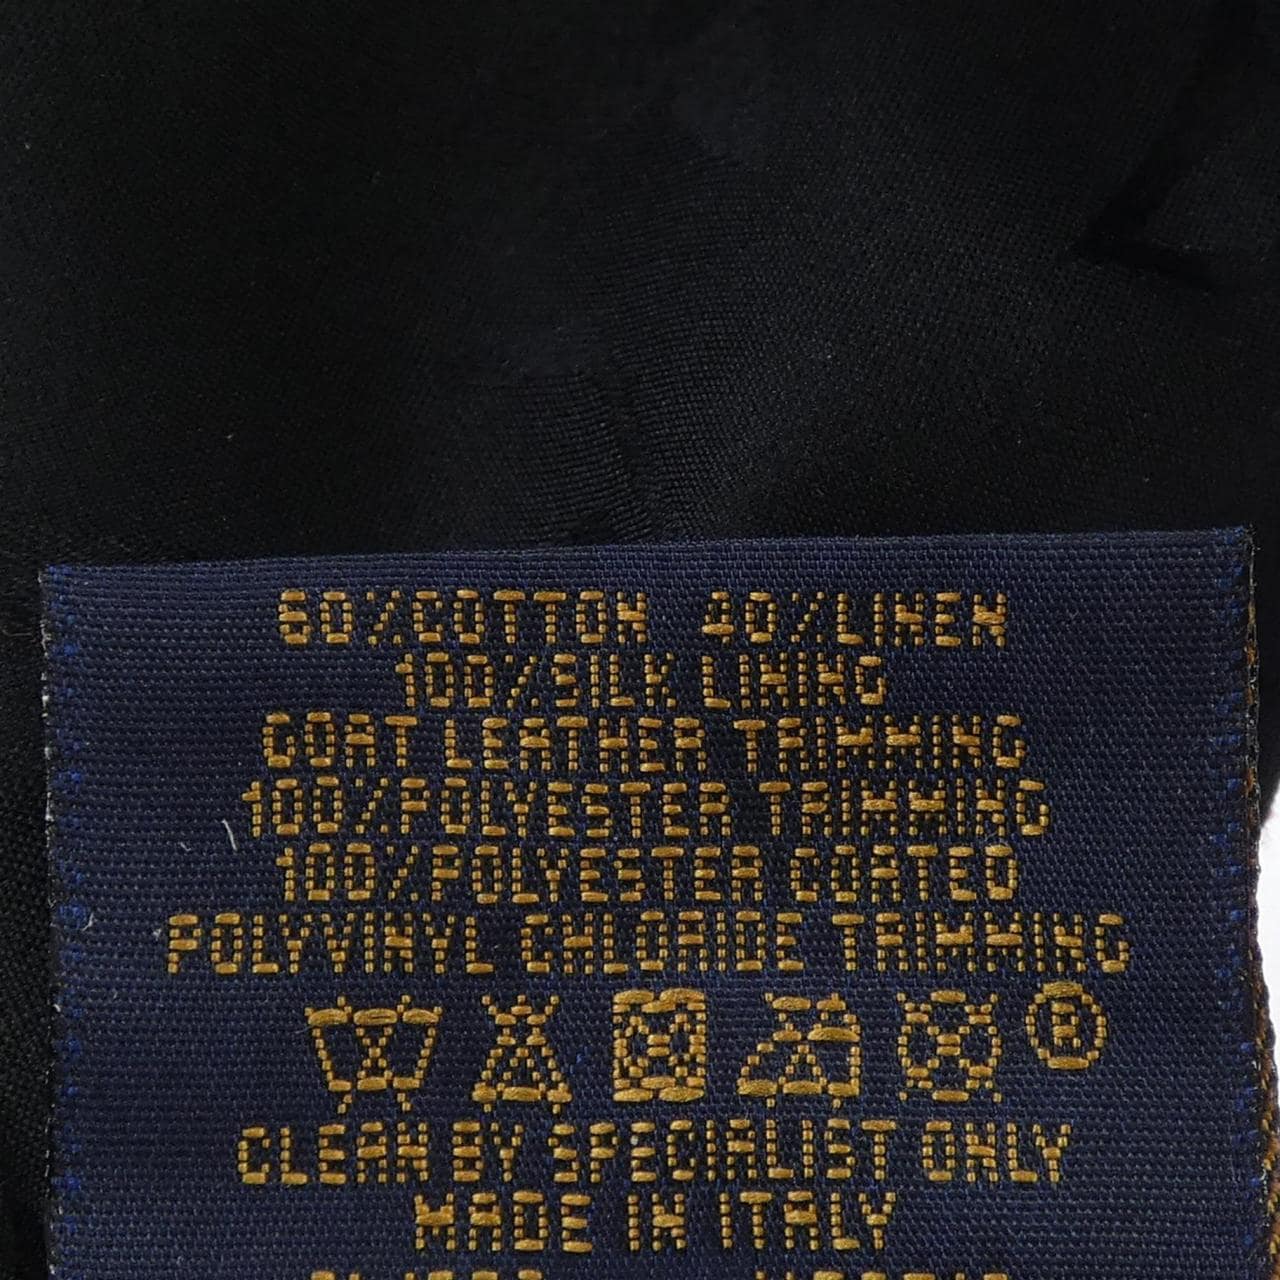 60%COTTON 40%LINEN
100%SILK LINING
GOAT LEATHER TRIMMING
100%POLYESTER TRIMMING
100%POLYESTER COATED
POLYVINYL CHLORIDE TRIMMING
®
CLEAN BY SPECIALIST ONLY
MADE IN ITALY